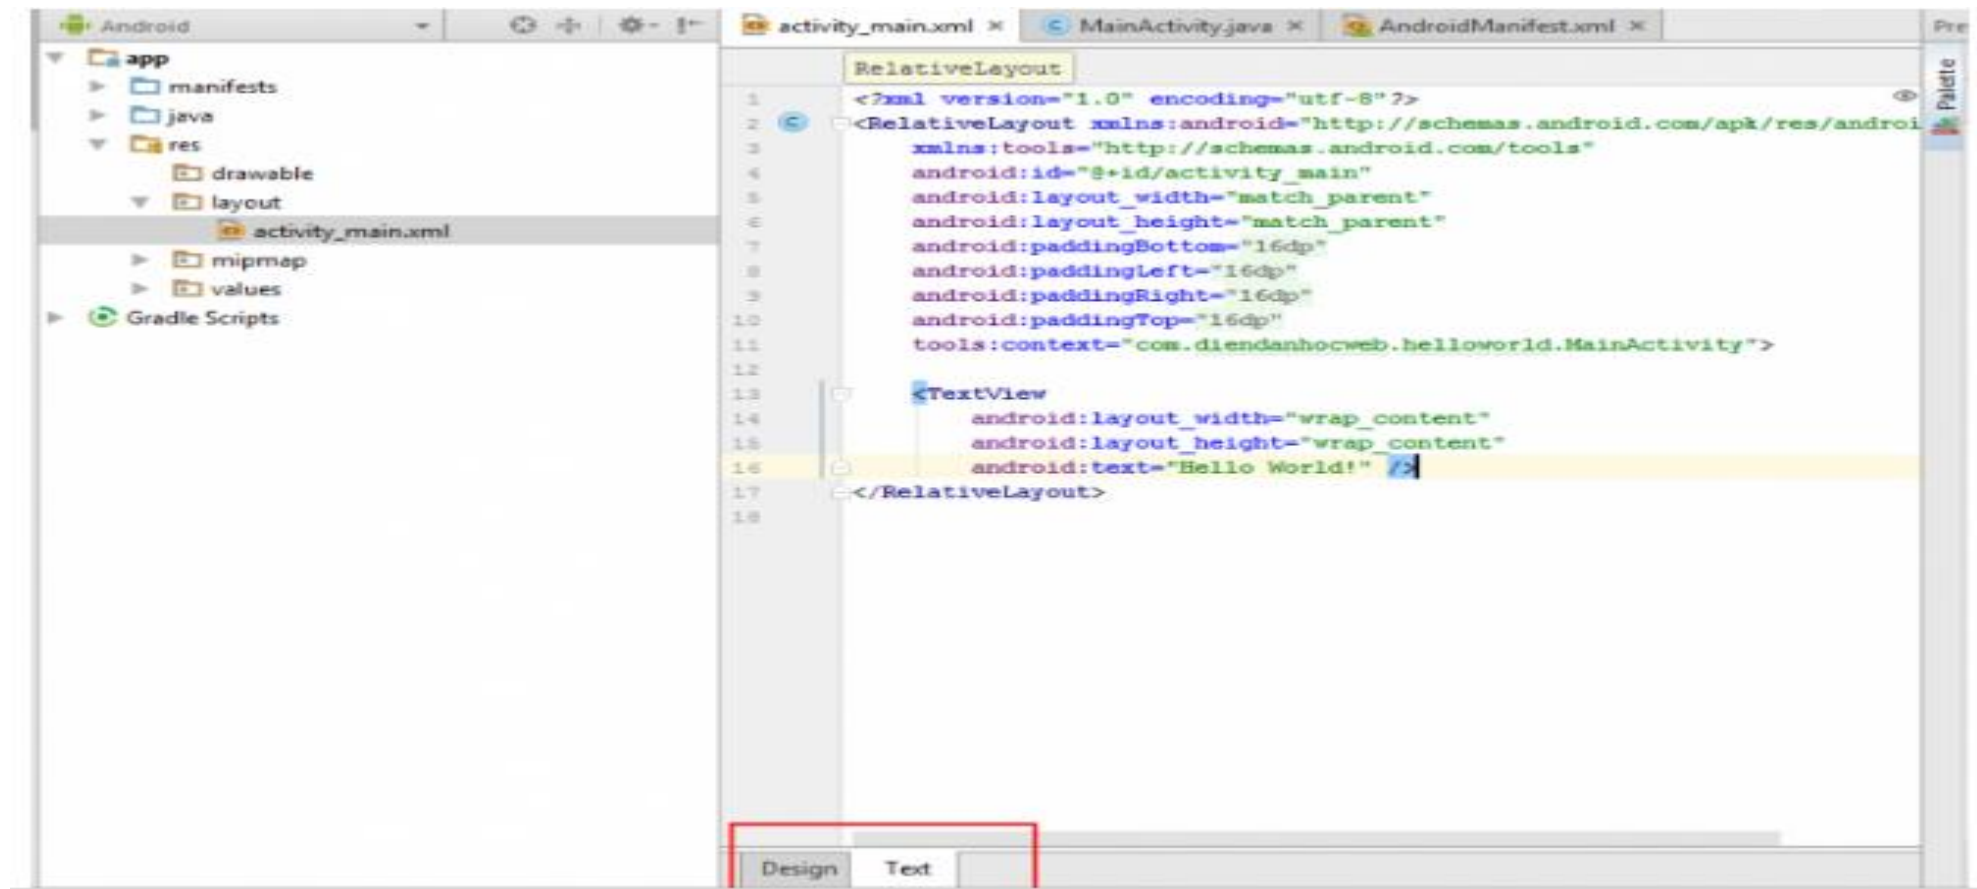 Android
app
manifests
java
res
drawable
layout
activity_main.xml
mipmap
values
Gradle Scripts
activity_main.xml
MainActivity.java
AndroidManifest.xml
Pre
Palette
RelativeLayout
1 <?xml version="1.0" encoding="utf-8"?>
2 <RelativeLayout xmlns:android="http://schemas.android.com/apk/res/androi
3 xmlns:tools="http://schemas.android.com/tools"
4 android:id="@+id/activity_main"
5 android:layout_width="match_parent"
6 android:layout_height="match_parent"
7 android:paddingBottom="16dp"
8 android:paddingLeft="16dp"
9 android:paddingRight="16dp"
10 android:paddingTop="16dp"
11 tools:context="com.diendanhocweb.helloworld.MainActivity">
12
13 <TextView
14 android:layout_width="wrap_content"
15 android:layout_height="wrap_content"
16 android:text="Hello World!" />
17 </RelativeLayout>
18
Design Text